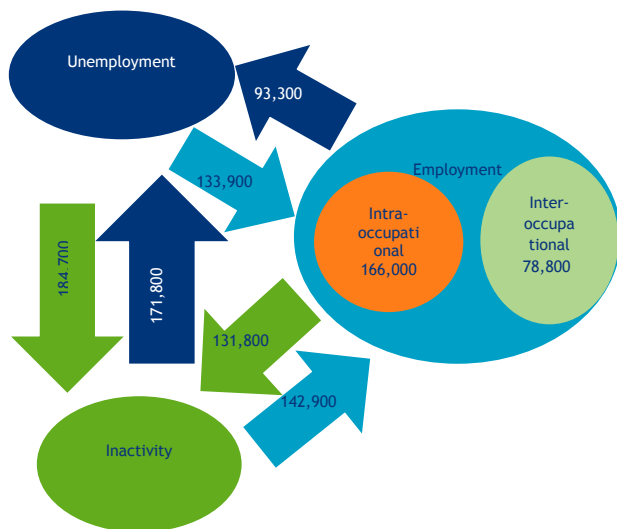 Unemployment
93,300
133,900
Employment
Intra-
occupati
onal
166,000
Inter-
occupa
tional
78,800
184,700
171,800
131,800
142,900
Inactivity